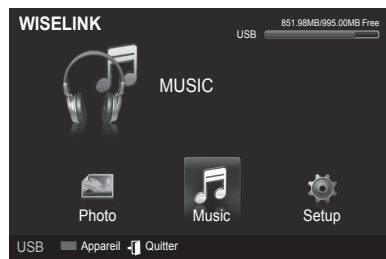 WISELINK
851.98MB/995.00MB Free
USB
MUSIC
Photo Music Setup
USB Appareil Quitter